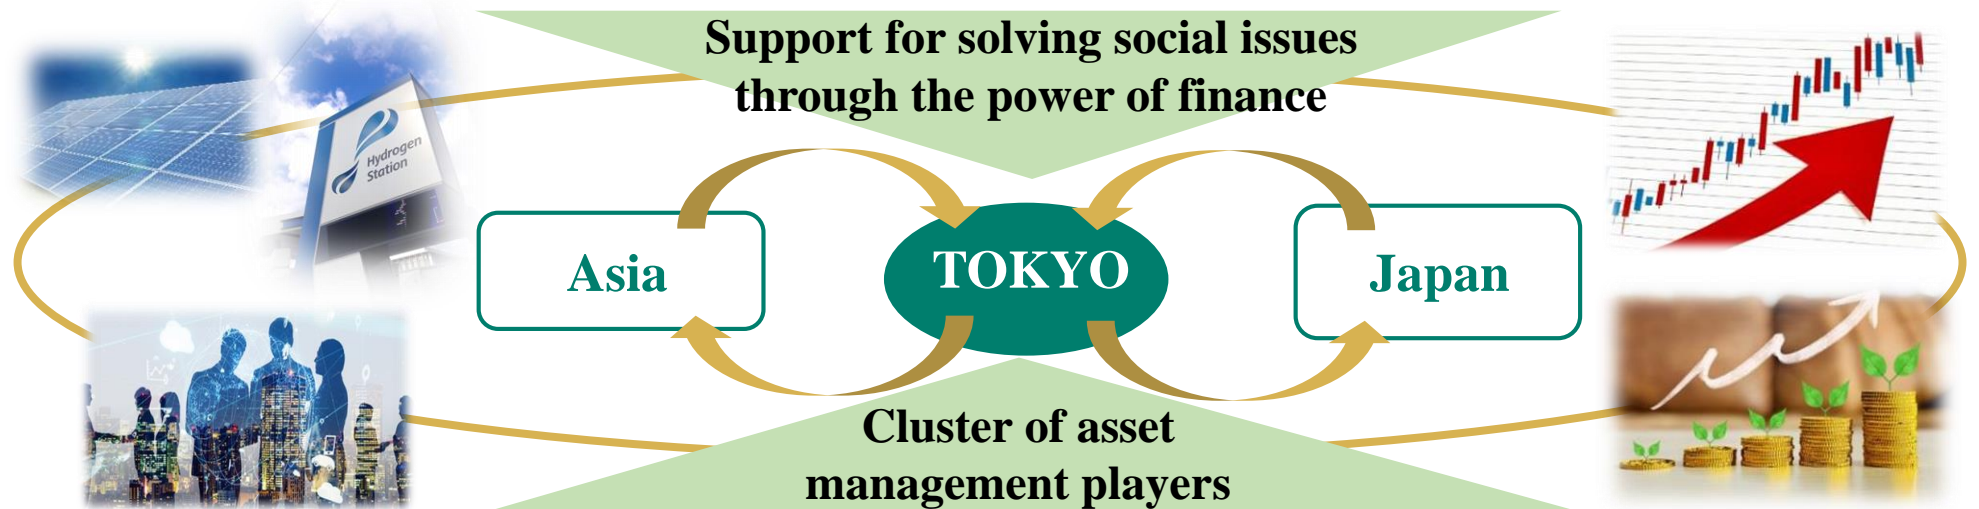 Support for solving social issues
through the power of finance
Hydrogen
Station
Asia
TOKYO
Japan
Cluster of asset
management players